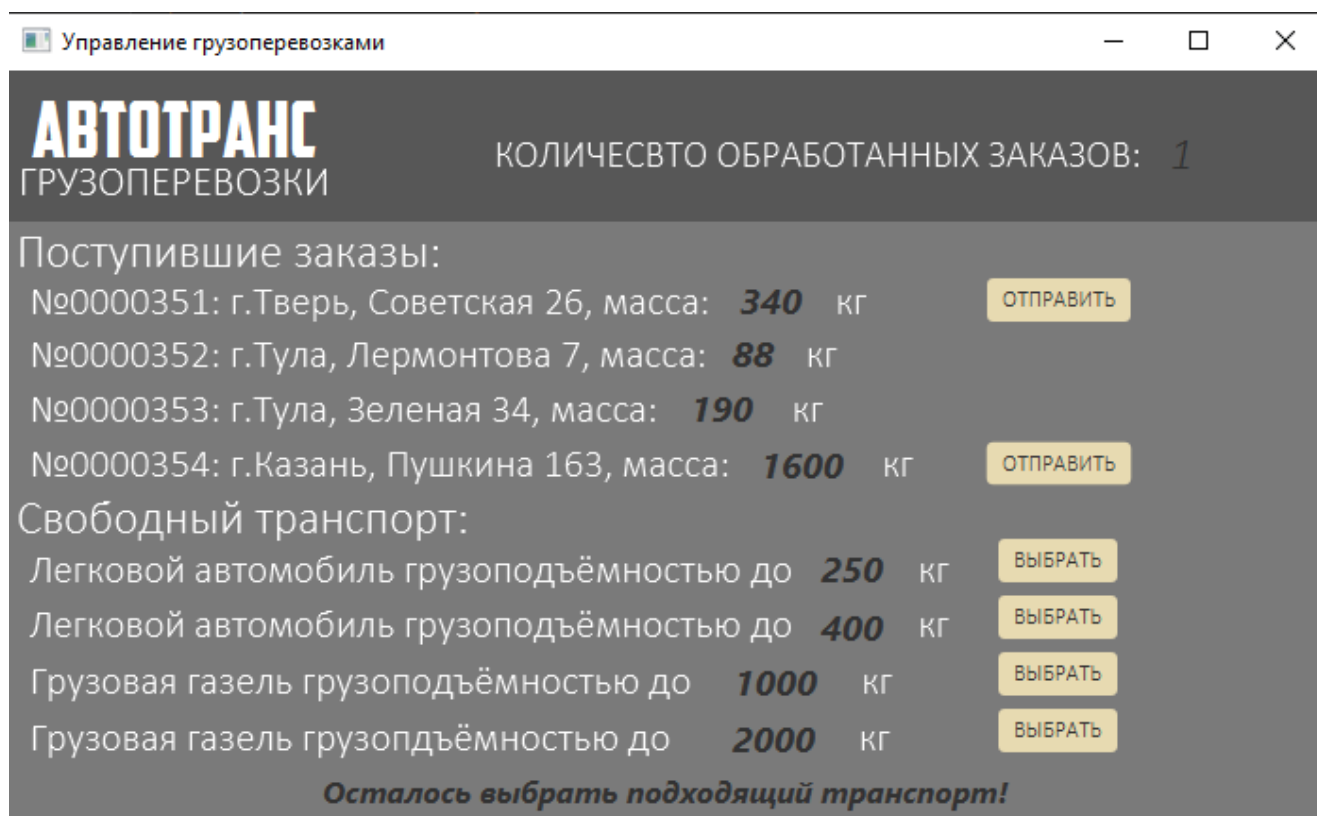 Управление грузоперевозками
АВТОТРАНС
ГРУЗОПЕРЕВОЗКИ
КОЛИЧЕСВТО ОБРАБОТАННЫХ ЗАКАЗОВ: 1
Поступившие заказы:
№0000351: г.Тверь, Советская 26, масса: 340 кг ОТПРАВИТЬ
№0000352: г.Тула, Лермонтова 7, масса: 88 кг
№0000353: г.Тула, Зеленая 34, масса: 190 кг
№0000354: г.Казань, Пушкина 163, масса: 1600 кг ОТПРАВИТЬ
Свободный транспорт:
Легковой автомобиль грузоподъёмностью до 250 кг ВЫБРАТЬ
Легковой автомобиль грузоподъёмностью до 400 кг ВЫБРАТЬ
Грузовая газель грузоподъёмностью до 1000 кг ВЫБРАТЬ
Грузовая газель грузопдъёмностью до 2000 кг ВЫБРАТЬ
Осталось выбрать подходящий транспорт!